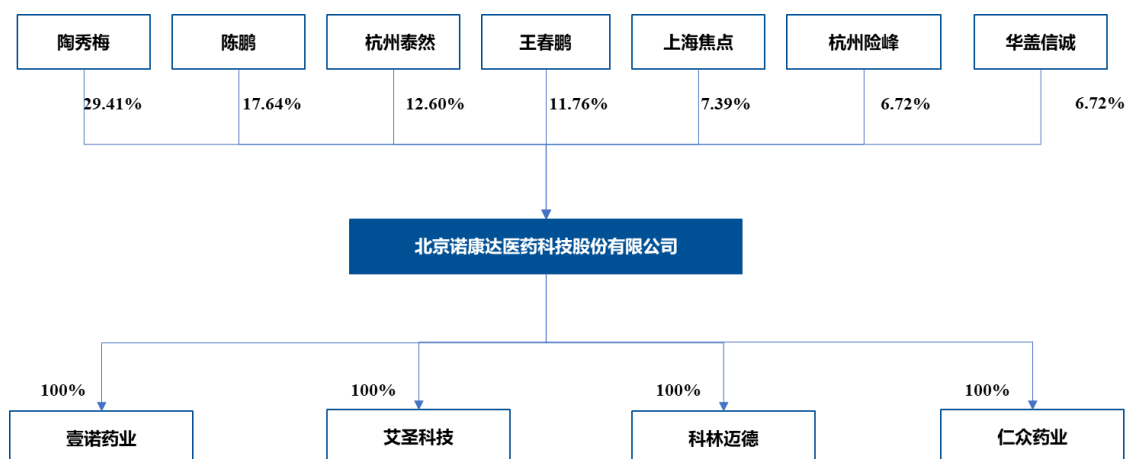 陶秀梅 陈鹏 杭州泰然 王春鹏 上海焦点 杭州险峰 华盖信诚
29.41% 17.64% 12.60% 11.76% 7.39% 6.72% 6.72%
北京诺康达医药科技股份有限公司
100% 100% 100% 100%
壹诺药业 艾圣科技 科林迈德 仁众药业